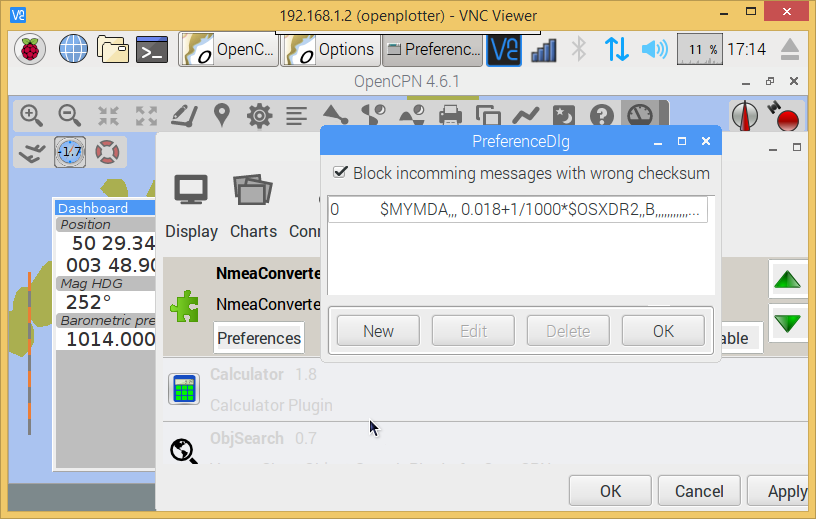 192.168.1.2 (openplotter) - VNC Viewer
OpenC... Options Preferenc... 11 % 17:14
OpenCPN 4.6.1
-1.7
PreferenceDlg
Block incomming messages with wrong checksum
0 $MYMDA,,, 0.018+1/1000*$OSXDR2,,B,,,,,,,,,,,...
New Edit Delete OK
Display Charts Conn
Dashboard
Position
50 29.34
003 48.90
Mag HDG
252°
Barometric pre
1014.000
NmeaConverte
NmeaConverte
Preferences able
Calculator 1.8
Calculator Plugin
ObjSearch 0.7
OK Cancel Apply